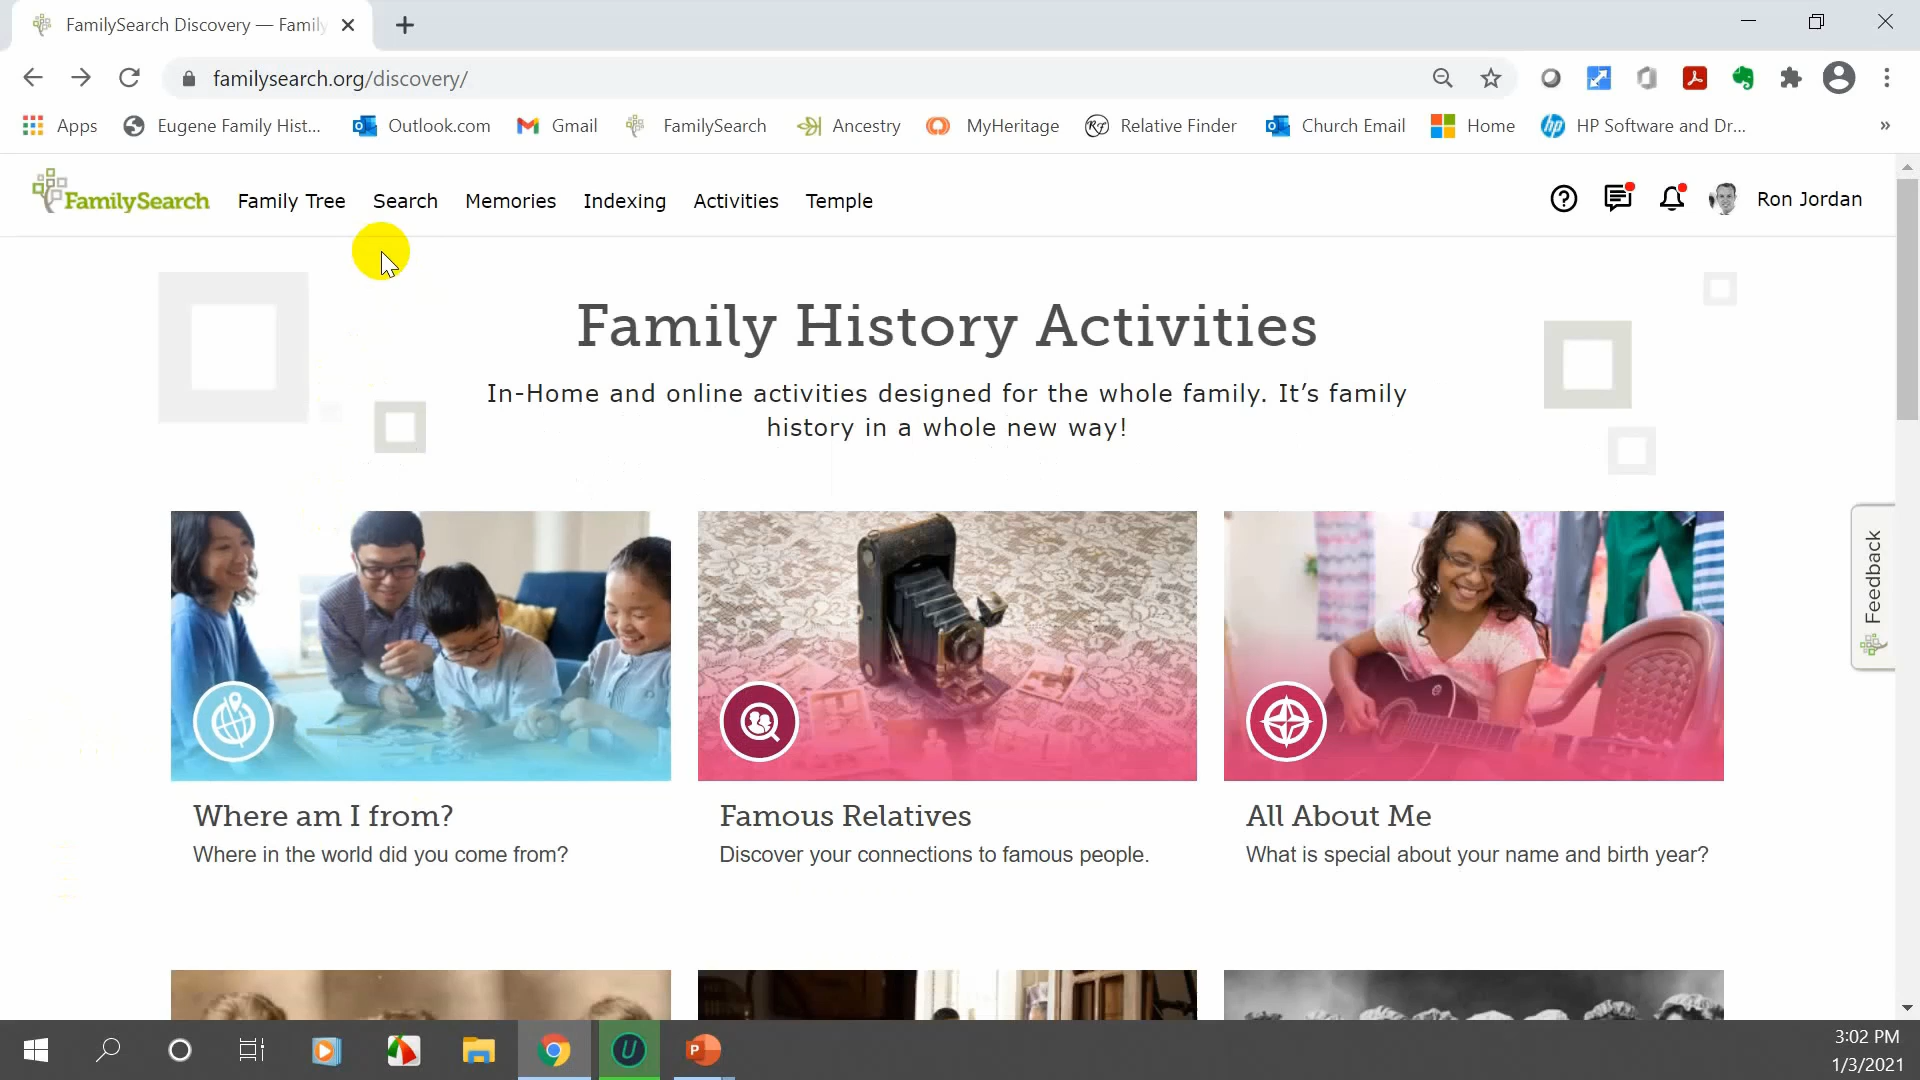 FamilySearch Discovery — Family
familysearch.org/discovery/
Apps
Eugene Family Hist...
Outlook.com
Gmail
FamilySearch
Ancestry
MyHeritage
Relative Finder
Church Email
Home
HP Software and Dr...
FamilySearch
Family Tree
Search
Memories
Indexing
Activities
Temple
Ron Jordan
Family History Activities
In-Home and online activities designed for the whole family. It’s family
history in a whole new way!
Feedback
Where am I from?
Where in the world did you come from?
Famous Relatives
Discover your connections to famous people.
All About Me
What is special about your name and birth year?
3:02 PM
1/3/2021